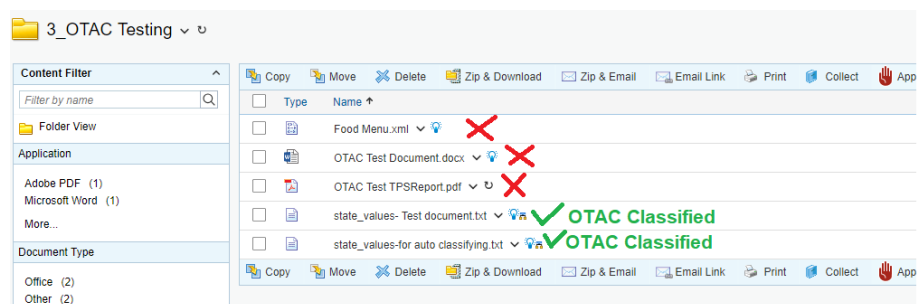 3_OTAC Testing
Content Filter
Filter by name
Folder View
Application
Adobe PDF (1)
Microsoft Word (1)
More...
Document Type
Office (2)
Other (2)
Copy Move Delete Zip & Download Zip & Email Email Link Print Collect App
Type Name
Food Menu.xml
OTAC Test Document.docx
OTAC Test TPSReport.pdf
state_values- Test document.txt OTAC Classified
state_values-for auto classifying.txt OTAC Classified
Copy Move Delete Zip & Download Zip & Email Email Link Print Collect App